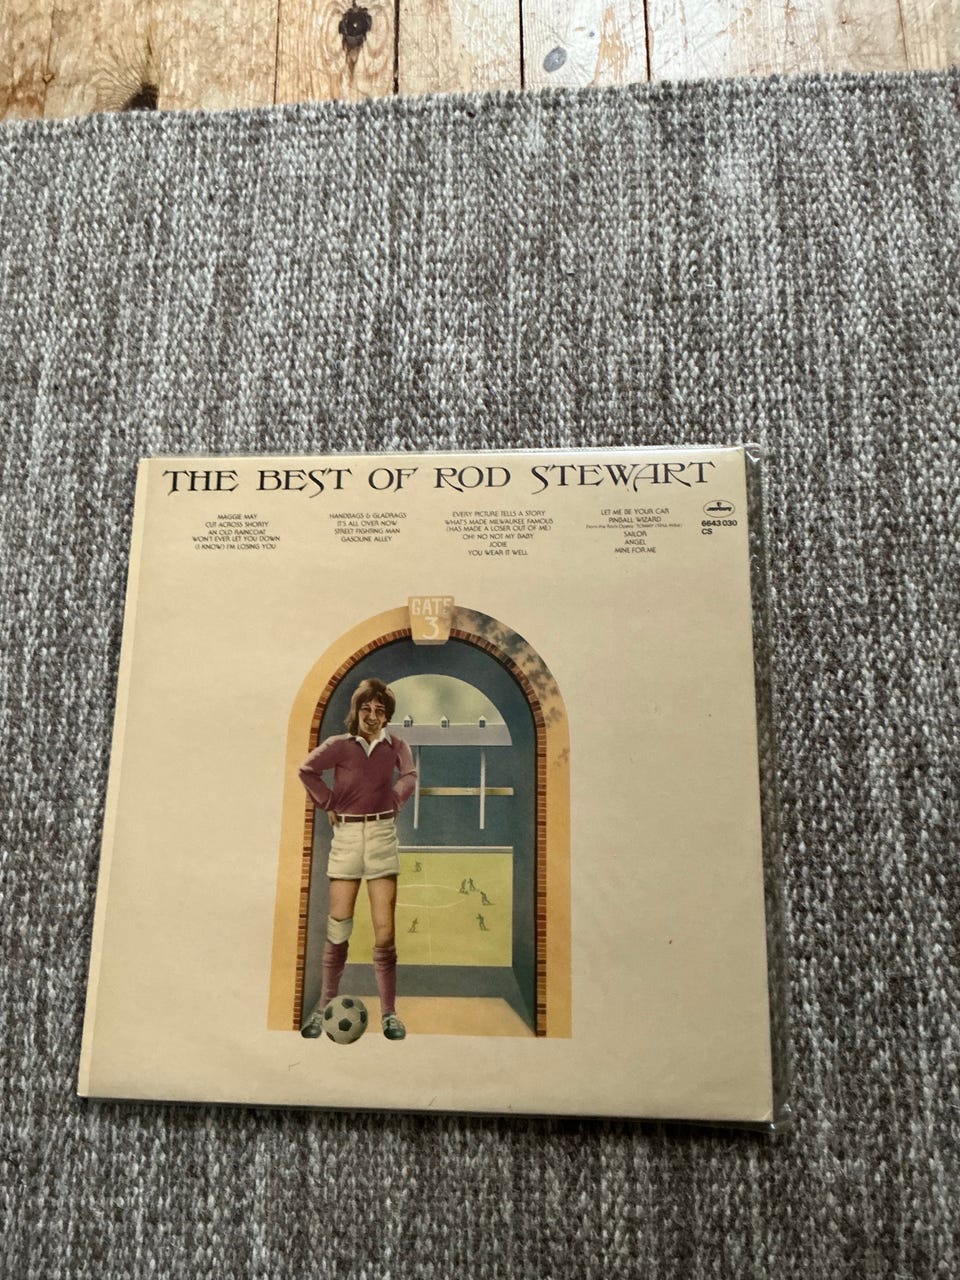 THE BEST OF ROD STEWART
MAGGIE MAY
CUT ACROSS SHORTY
AN OLD RAINCOAT
WON'T EVER LET YOU DOWN
(I KNOW) I'M LOSING YOU
HANDBAGS & GLADRAGS
IT'S ALL OVER NOW
STREET FIGHTING MAN
GASOLINE ALLEY
EVERY PICTURE TELLS A STORY
WHAT'S MADE MILWAUKEE FAMOUS
(HAS MADE A LOSER OUT OF ME)
OH! NO NOT MY BABY
JODIE
YOU WEAR IT WELL
LET ME BE YOUR CAR
PINBALL WIZARD
SAILOR
ANGEL
MINE FOR ME
mercury
6643 030
CS
GATE
3